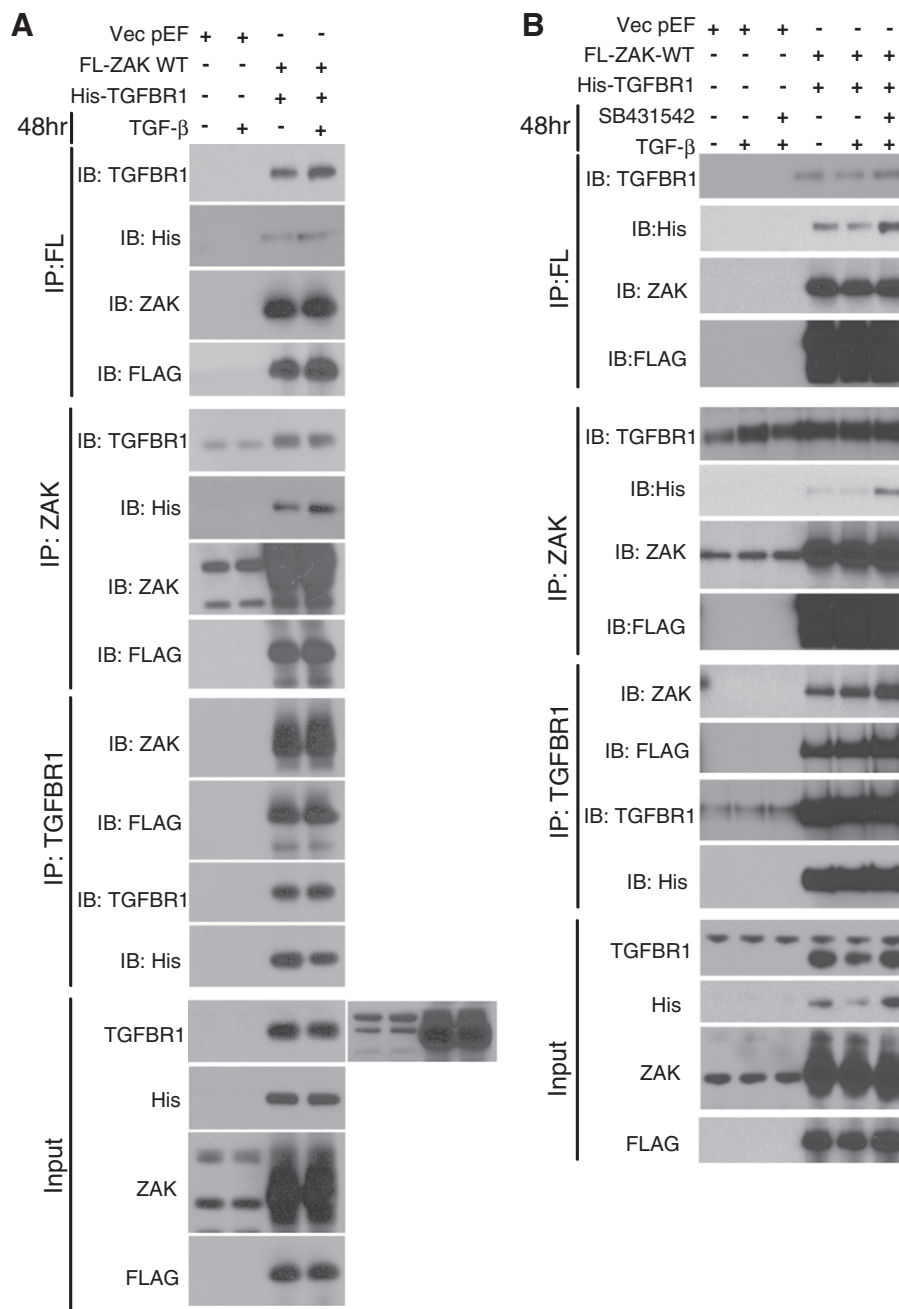 A
Vec pEF + + - -
FL-ZAK WT - - + +
His-TGFBR1 - - + +
48hr TGF-β - + - +
IP:FL
IB: TGFBR1
IB: His
IB: ZAK
IB: FLAG
IP: ZAK
IB: TGFBR1
IB: His
IB: ZAK
IB: FLAG
IP: TGFBR1
IB: ZAK
IB: FLAG
IB: TGFBR1
IB: His
Input
TGFBR1
His
ZAK
FLAG
B
Vec pEF + + + - - -
FL-ZAK-WT - - - + + +
His-TGFBR1 - - - + + +
SB431542 - - + - - +
48hr TGF-β - + + - + +
IP:FL
IB: TGFBR1
IB:His
IB: ZAK
IB:FLAG
IP: ZAK
IB: TGFBR1
IB:His
IB: ZAK
IB:FLAG
IP: TGFBR1
IB: ZAK
IB: FLAG
IB: TGFBR1
IB: His
Input
TGFBR1
His
ZAK
FLAG